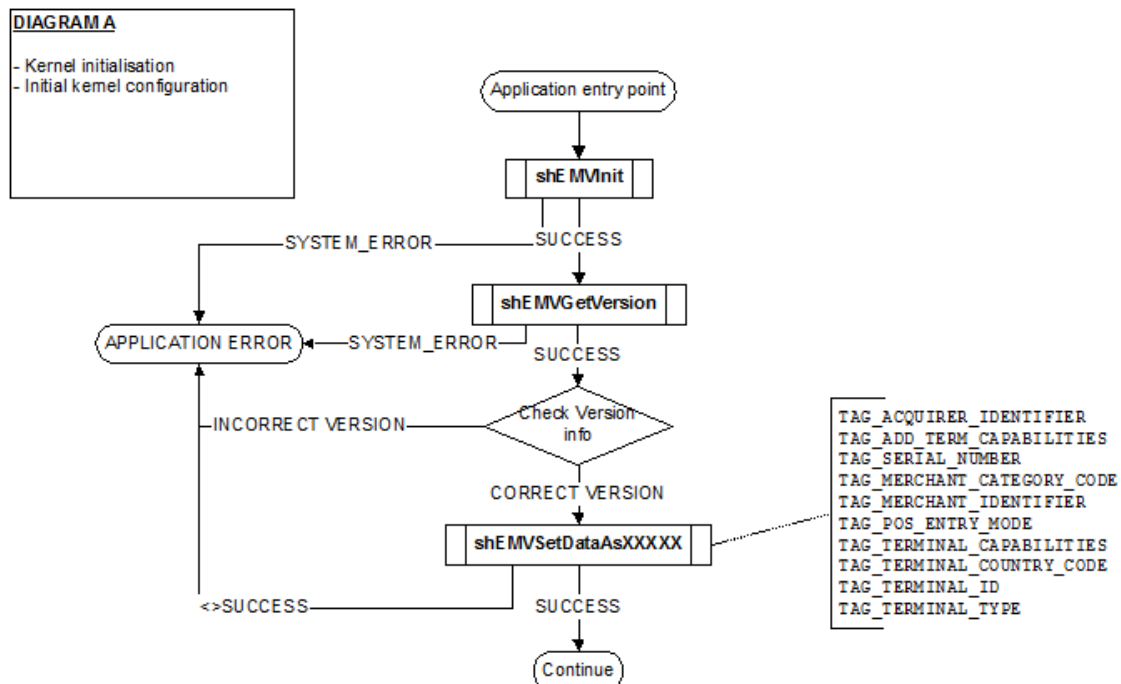 DIAGRAM A
- Kernel initialisation
- Initial kernel configuration
Application entry point
shEMVInit
SYSTEM_ERROR
SUCCESS
shEMVGetVersion
APPLICATION ERROR
SYSTEM_ERROR
SUCCESS
Check Version
info
INCORRECT VERSION
CORRECT VERSION
shEMVSetDataAsXXXXX
TAG_ACQUIRER_IDENTIFIER
TAG_ADD_TERM_CAPABILITIES
TAG_SERIAL_NUMBER
TAG_MERCHANT_CATEGORY_CODE
TAG_MERCHANT_IDENTIFIER
TAG_POS_ENTRY_MODE
TAG_TERMINAL_CAPABILITIES
TAG_TERMINAL_COUNTRY_CODE
TAG_TERMINAL_ID
TAG_TERMINAL_TYPE
<>SUCCESS
SUCCESS
Continue